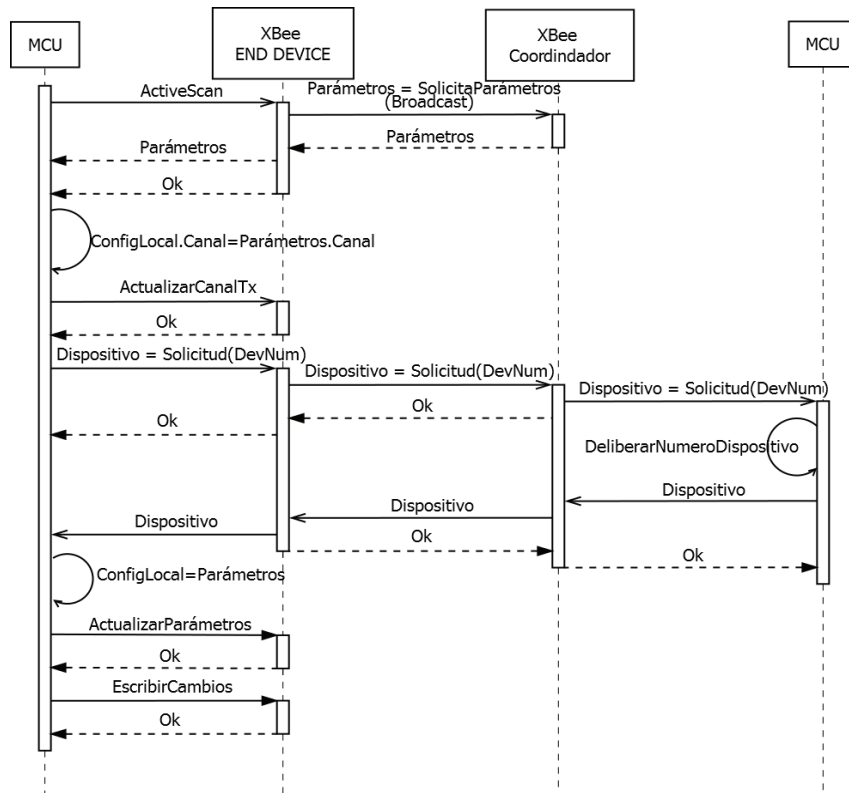 MCU
XBee
END DEVICE
XBee
Coordindador
MCU
ActiveScan
Parámetros = SolicitaParámetros
(Broadcast)
Parámetros
Parámetros
Ok
ConfigLocal.Canal=Parámetros.Canal
ActualizarCanalTx
Ok
Dispositivo = Solicitud(DevNum)
Dispositivo = Solicitud(DevNum)
Dispositivo = Solicitud(DevNum)
Ok
Ok
DeliberarNumeroDispositivo
Dispositivo
Dispositivo
Dispositivo
Ok
Ok
ConfigLocal=Parámetros
ActualizarParámetros
Ok
EscribirCambios
Ok